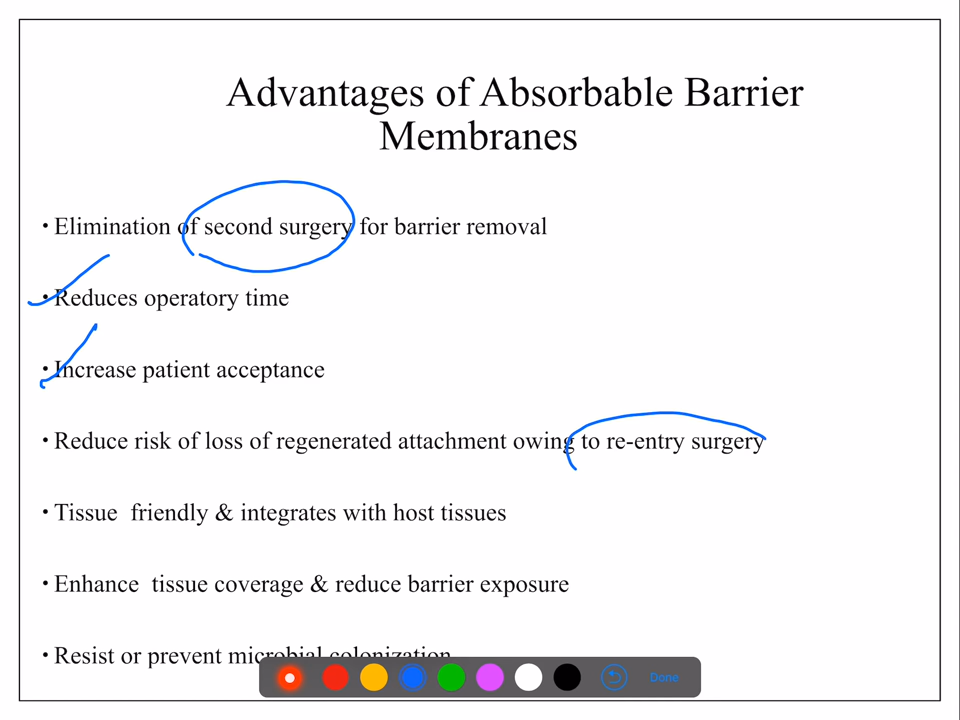 Advantages of Absorbable Barrier
Membranes
• Elimination of second surgery for barrier removal
• Reduces operatory time
• Increase patient acceptance
• Reduce risk of loss of regenerated attachment owing to re-entry surgery
• Tissue friendly & integrates with host tissues
• Enhance tissue coverage & reduce barrier exposure
• Resist or prevent microbial colonization
Done